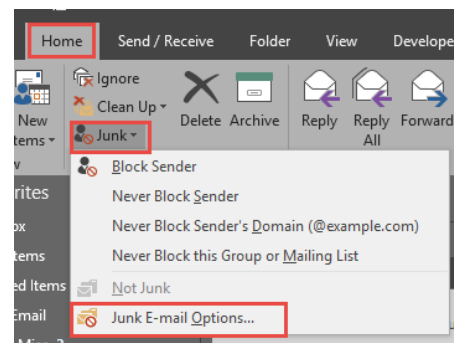 Home Send / Receive Folder View Develope
Ignore
Clean Up
Junk
New
tems
Delete Archive Reply Reply All Forward
w
Block Sender
Never Block Sender
Never Block Sender's Domain (@example.com)
Never Block this Group or Mailing List
Not Junk
Junk E-mail Options...
rites
ox
tems
ed Items
Email